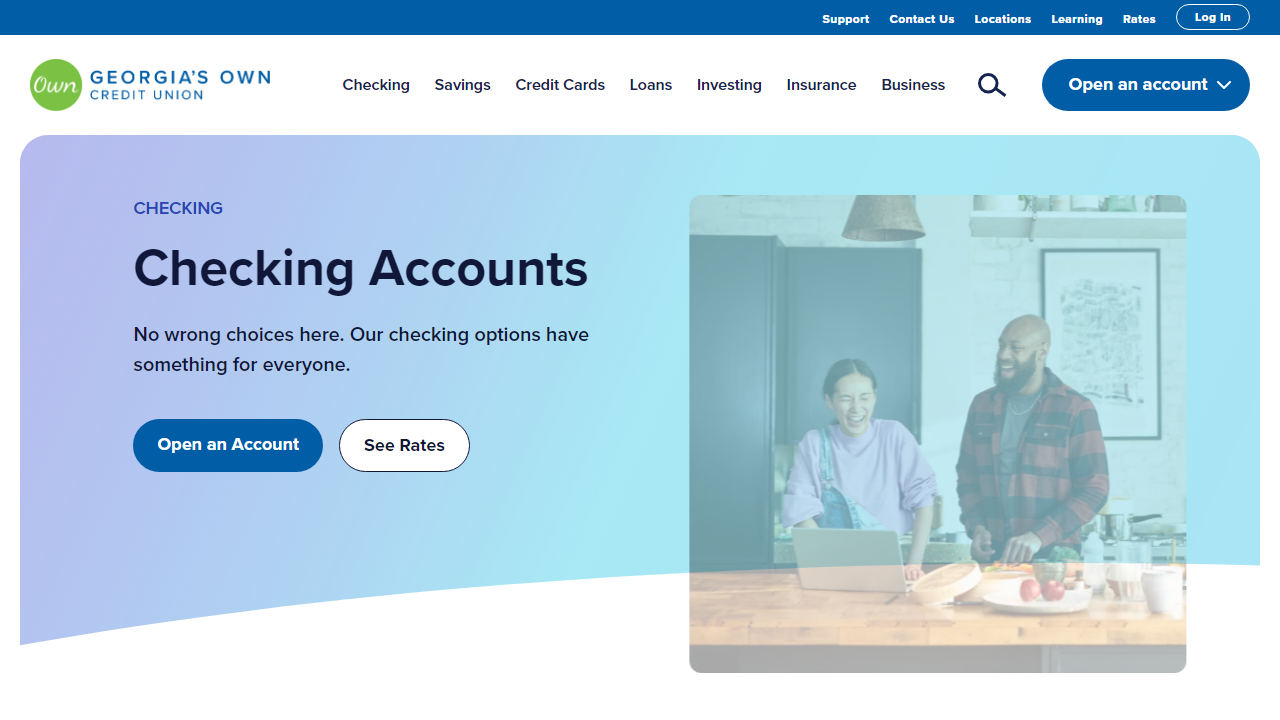 Support Contact Us Locations Learning Rates Log In
Own GEORGIA'S OWN
CREDIT UNION
Checking Savings Credit Cards Loans Investing Insurance Business Open an account
CHECKING
Checking Accounts
No wrong choices here. Our checking options have
something for everyone.
Open an Account See Rates